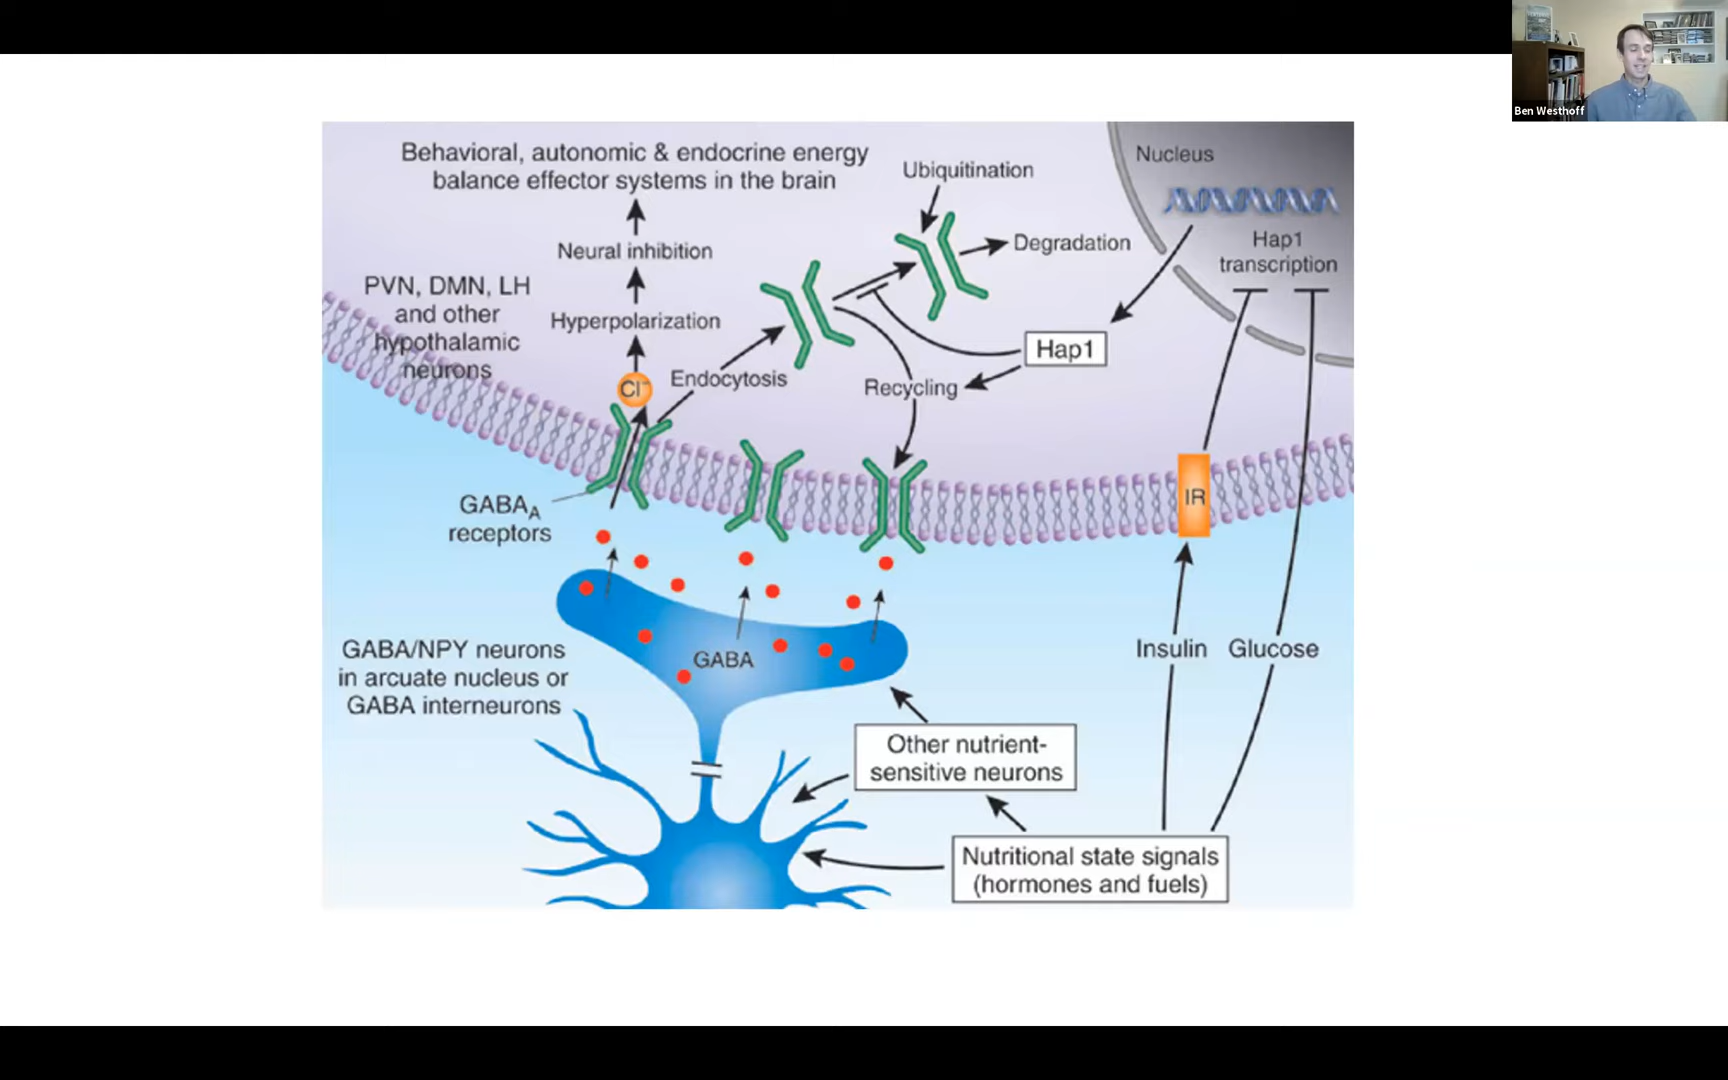 Ben Westhoff
Behavioral, autonomic & endocrine energy
balance effector systems in the brain
Ubiquitination
Nucleus
Neural inhibition
Degradation
Hap1
transcription
PVN, DMN, LH
and other
hypothalamic
neurons
Hyperpolarization
Hap1
Cl⁻
Endocytosis
Recycling
GABA_A
receptors
IR
GABA/NPY neurons
in arcuate nucleus or
GABA interneurons
GABA
Insulin
Glucose
Other nutrient-
sensitive neurons
Nutritional state signals
(hormones and fuels)